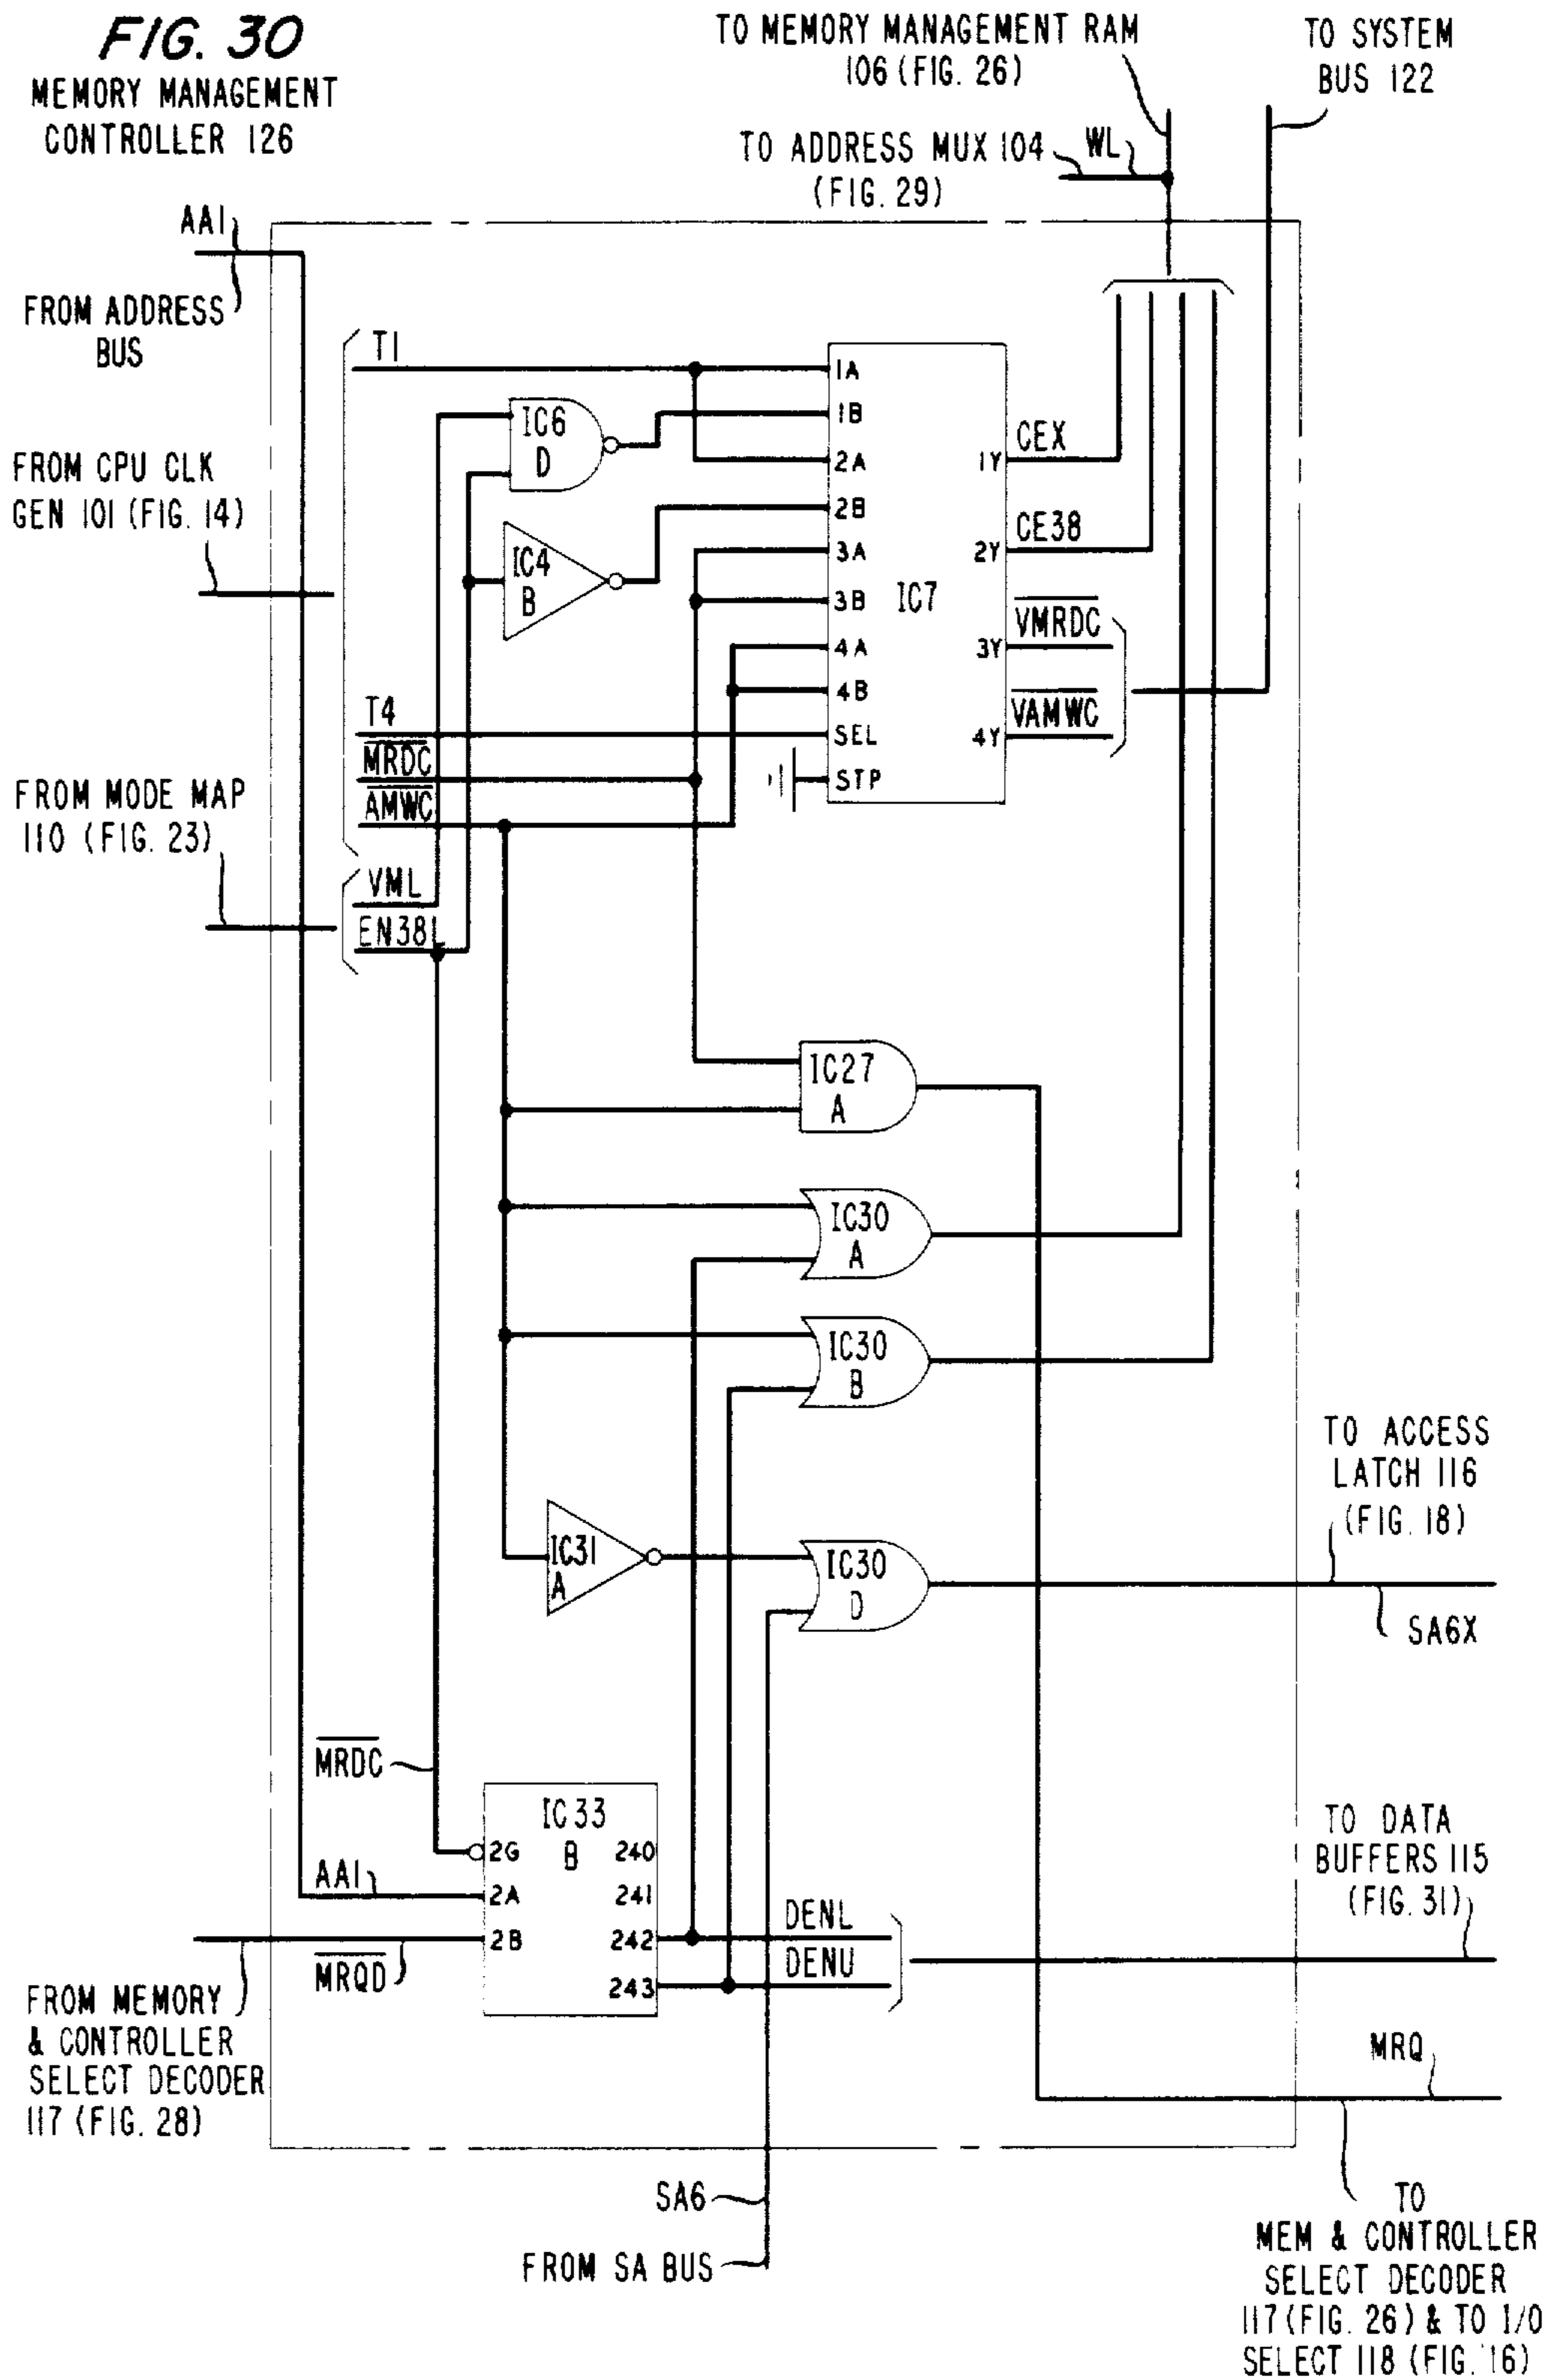 FIG. 30
MEMORY MANAGEMENT
CONTROLLER 126
TO MEMORY MANAGEMENT RAM
106 (FIG. 26)
TO SYSTEM
BUS 122
TO ADDRESS MUX 104
(FIG. 29)
WL
AA1
FROM ADDRESS
BUS
T1
FROM CPU CLK
GEN 101 (FIG. 14)
IC6
D
IC4
B
1A
1B
2A
2B
3A
3B
4A
4B
SEL
STP
IC7
1Y
2Y
3Y
4Y
CEX
CE38
VMRDC
VAMWC
T4
MRDC
AMWC
FROM MODE MAP
110 (FIG. 23)
VML
EN38L
IC27
A
IC30
A
IC30
B
TO ACCESS
LATCH 116
(FIG. 18)
IC31
A
IC30
D
SA6X
MRDC
IC33
B
2G
2A
2B
240
241
242
243
AA1
MRQD
DENL
DENU
TO DATA
BUFFERS 115
(FIG. 31)
FROM MEMORY
& CONTROLLER
SELECT DECODER
117 (FIG. 28)
MRQ
SA6
FROM SA BUS
TO
MEM & CONTROLLER
SELECT DECODER
117 (FIG. 26) & TO I/O
SELECT 118 (FIG. 16)